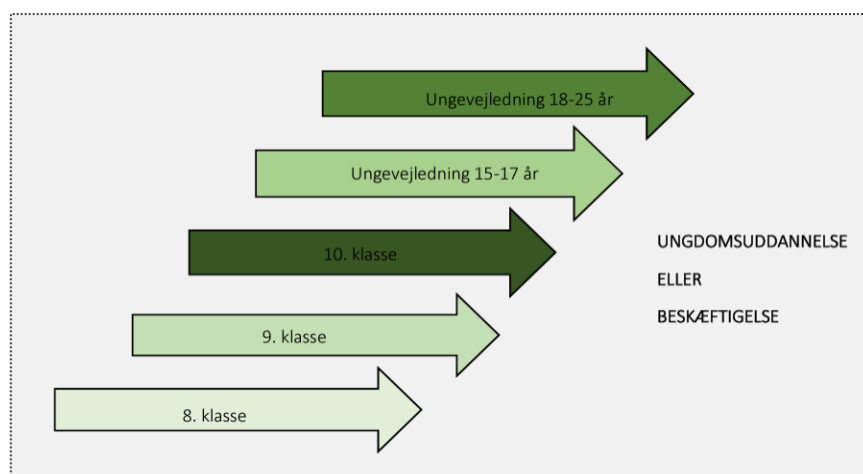 Ungevejledning 18-25 år
Ungevejledning 15-17 år
10. klasse
9. klasse
8. klasse
UNGDOMSUDDANNELSE
ELLER
BESKÆFTIGELSE